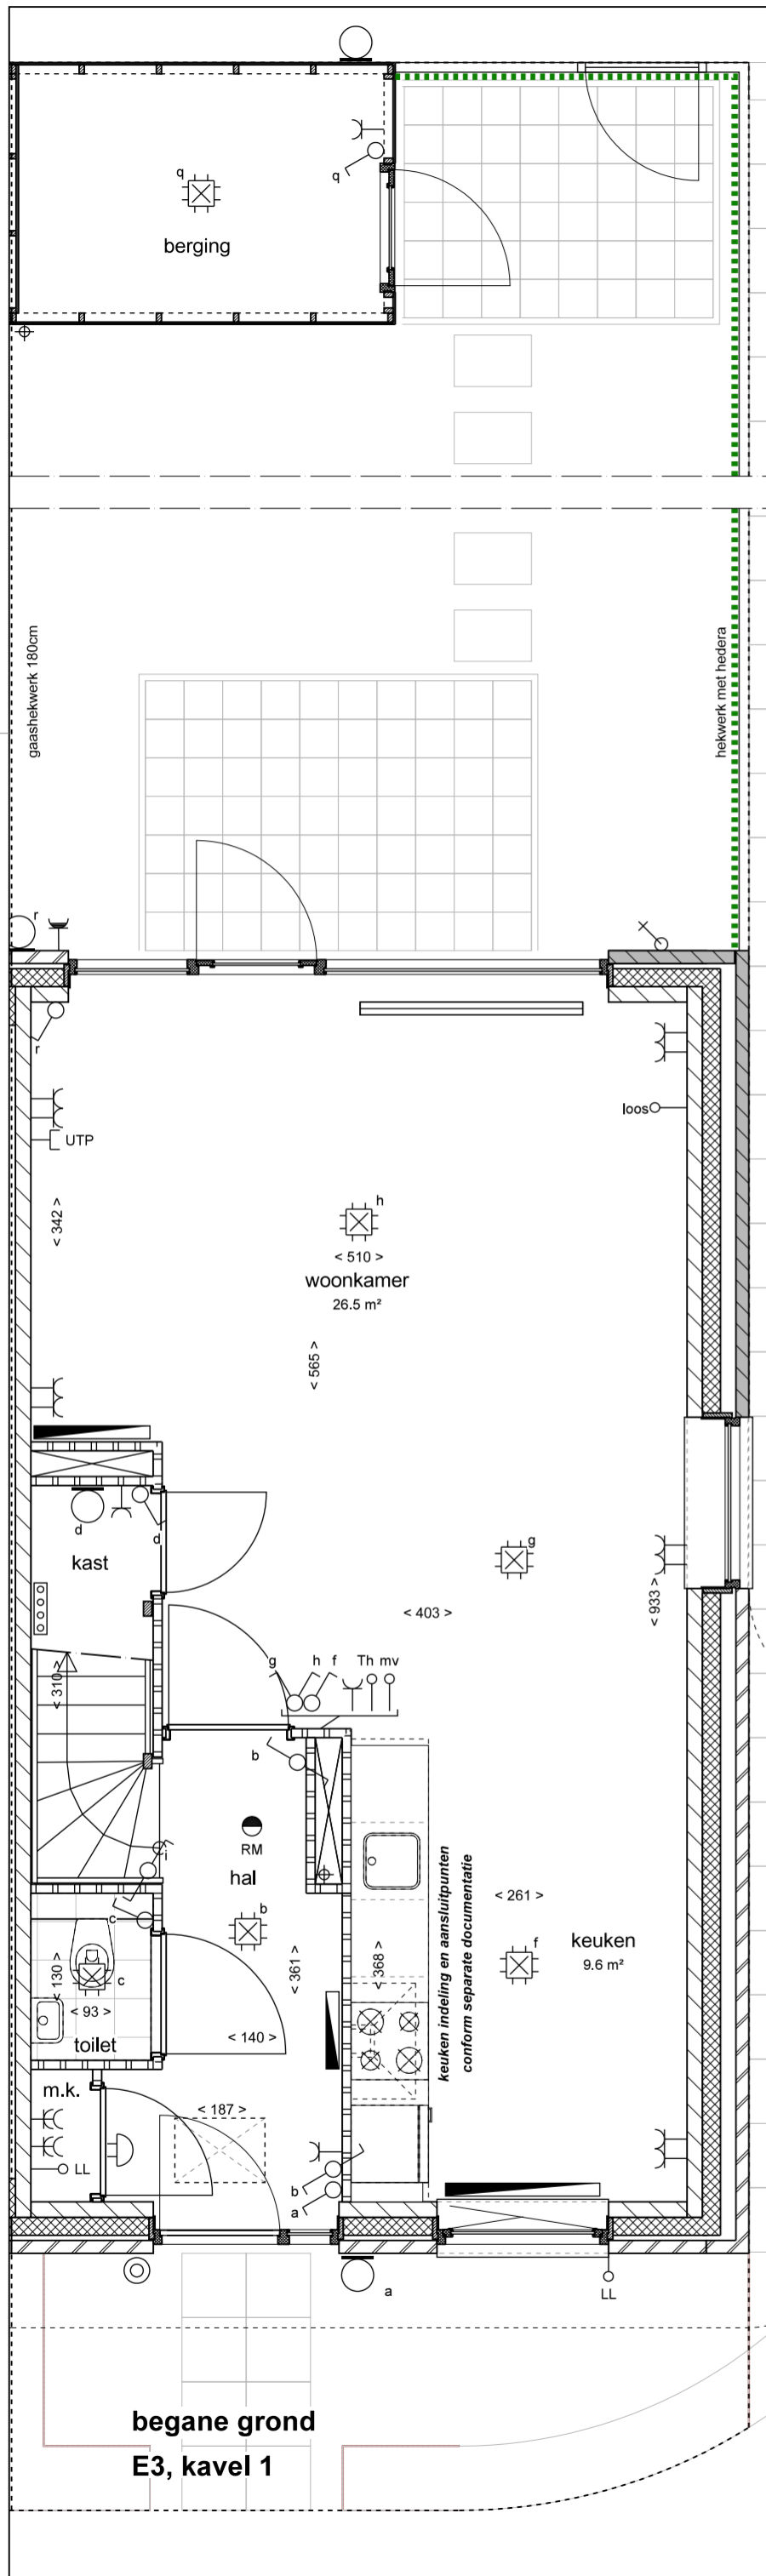 q
q
berging
gaashekwerk 180cm
hekwerk met hedera
r
r
UTP
loos
< 342 >
h
< 510 >
woonkamer
26.5 m²
< 565 >
d
d
kast
g
< 403 >
< 933 >
g h f Th mv
< 310 >
b
RM
hal
i
c
b
< 261 >
keuken
9.6 m²
f
keuken indeling en aansluitpunten
conform separate documentatie
< 361 >
< 368 >
< 130 >
c
< 93 >
toilet
< 140 >
m.k.
< 187 >
LL
b
a
a
LL
begane grond
E3, kavel 1